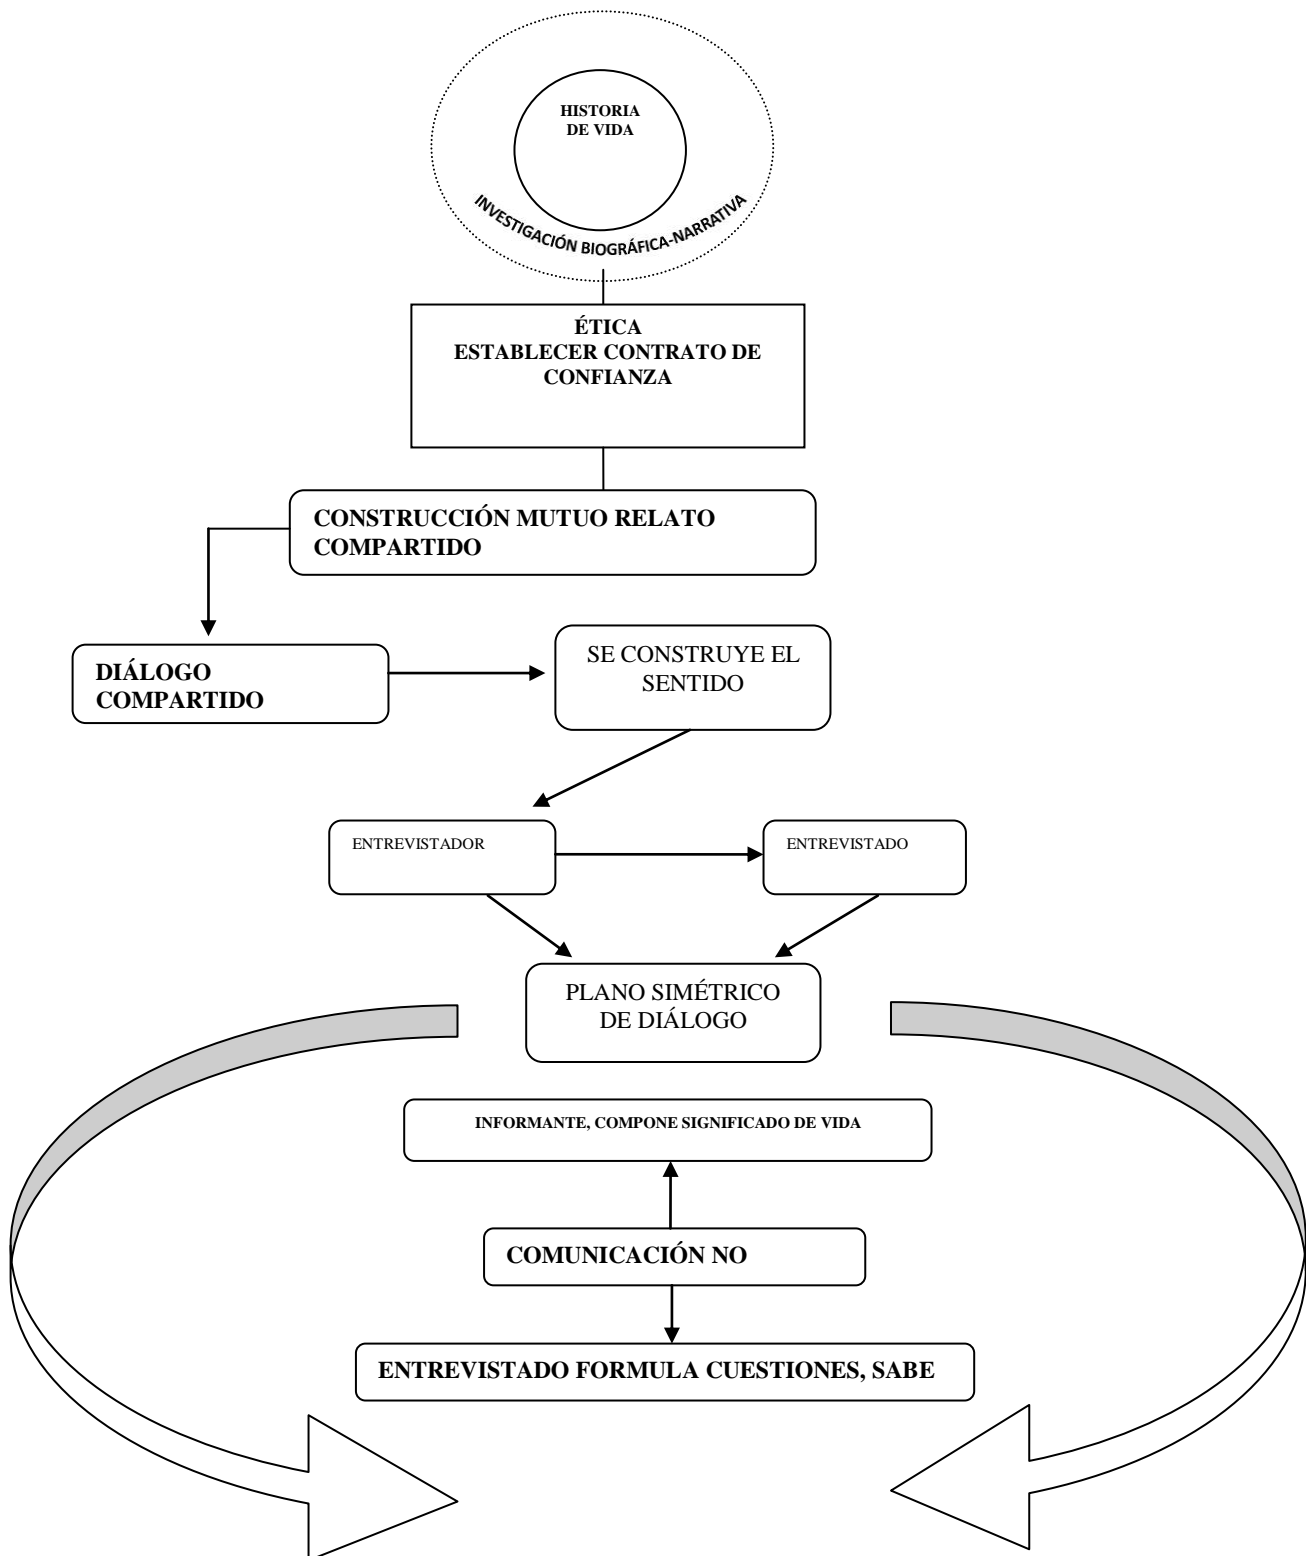 HISTORIA
DE VIDA
INVESTIGACIÓN BIOGRÁFICA-NARRATIVA
ÉTICA
ESTABLECER CONTRATO DE
CONFIANZA
CONSTRUCCIÓN MUTUO RELATO
COMPARTIDO
DIÁLOGO
COMPARTIDO
SE CONSTRUYE EL
SENTIDO
ENTREVISTADOR
ENTREVISTADO
PLANO SIMÉTRICO
DE DIÁLOGO
INFORMANTE, COMPONE SIGNIFICADO DE VIDA
COMUNICACIÓN NO
ENTREVISTADO FORMULA CUESTIONES, SABE